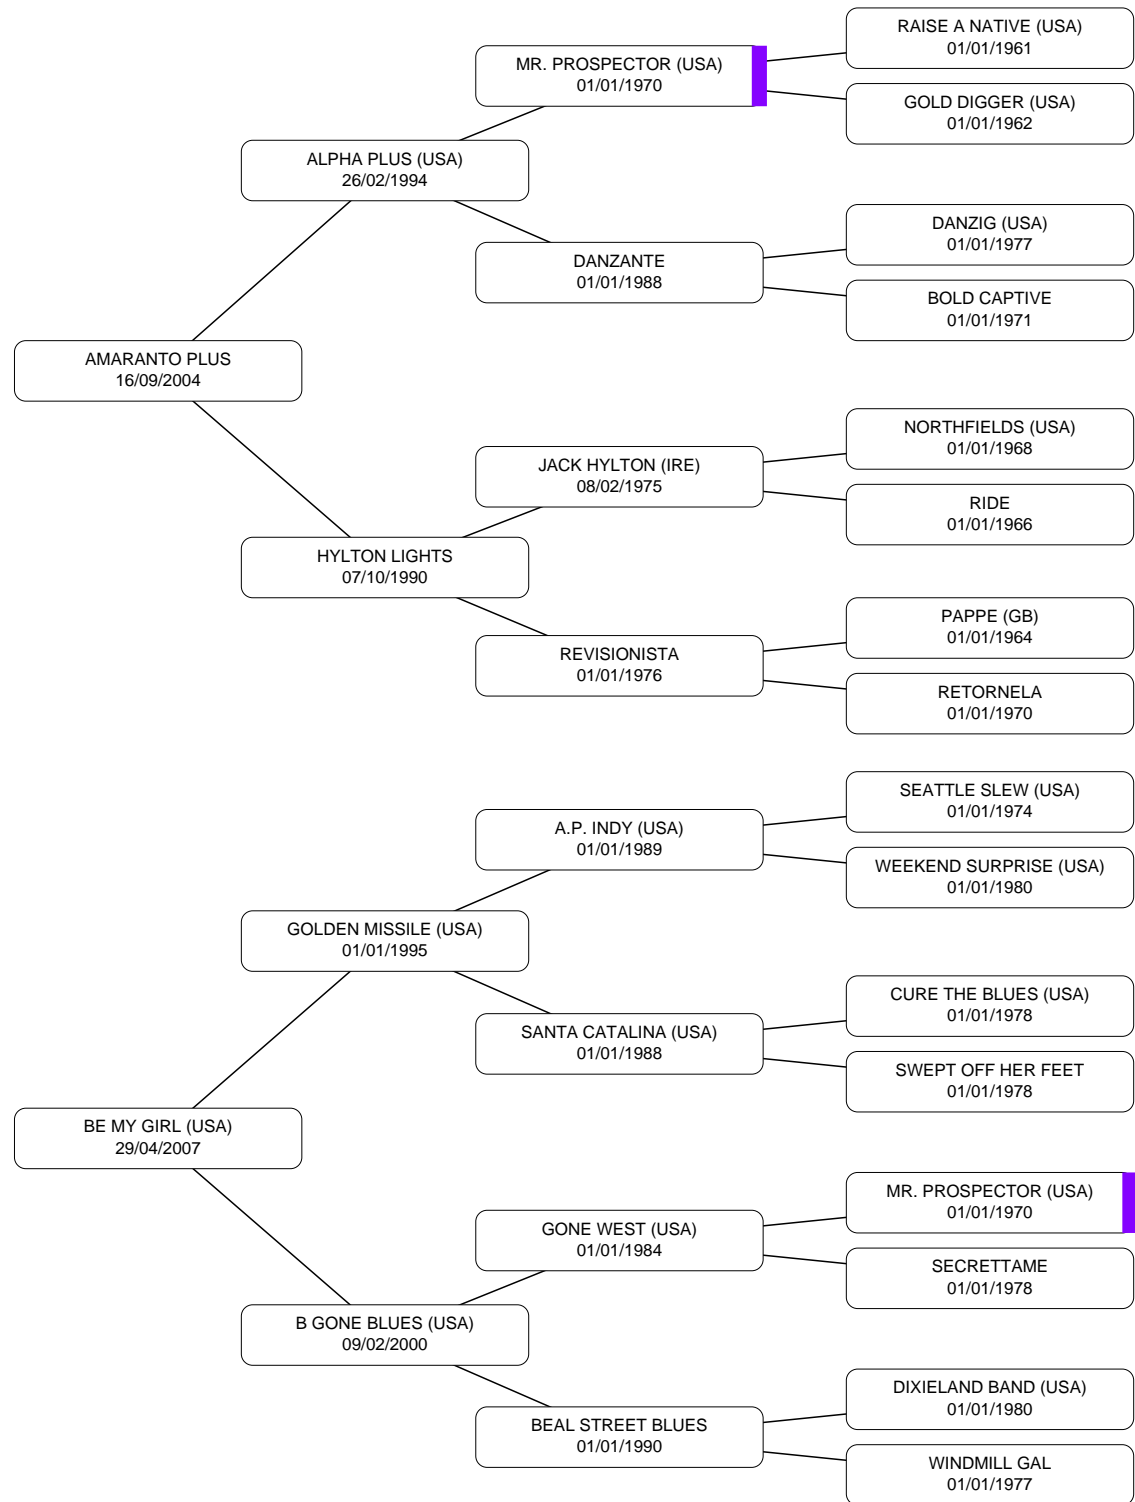 RAISE A NATIVE (USA)
01/01/1961
MR. PROSPECTOR (USA)
01/01/1970
GOLD DIGGER (USA)
01/01/1962
ALPHA PLUS (USA)
26/02/1994
DANZIG (USA)
01/01/1977
DANZANTE
01/01/1988
BOLD CAPTIVE
01/01/1971
AMARANTO PLUS
16/09/2004
NORTHFIELDS (USA)
01/01/1968
JACK HYLTON (IRE)
08/02/1975
RIDE
01/01/1966
HYLTON LIGHTS
07/10/1990
PAPPE (GB)
01/01/1964
REVISIONISTA
01/01/1976
RETORNELA
01/01/1970
SEATTLE SLEW (USA)
01/01/1974
A.P. INDY (USA)
01/01/1989
WEEKEND SURPRISE (USA)
01/01/1980
GOLDEN MISSILE (USA)
01/01/1995
CURE THE BLUES (USA)
01/01/1978
SANTA CATALINA (USA)
01/01/1988
SWEPT OFF HER FEET
01/01/1978
BE MY GIRL (USA)
29/04/2007
MR. PROSPECTOR (USA)
01/01/1970
GONE WEST (USA)
01/01/1984
SECRETTAME
01/01/1978
B GONE BLUES (USA)
09/02/2000
DIXIELAND BAND (USA)
01/01/1980
BEAL STREET BLUES
01/01/1990
WINDMILL GAL
01/01/1977